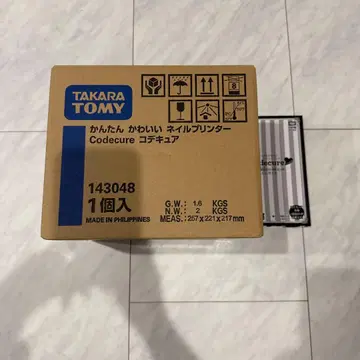 TAKARA
TOMY
8
かんたん かわいい ネイルプリンター
Codecure コデキュア
143048
1個入
MADE IN PHILIPPINES
G.W. 1.6 KGS
N.W. 2 KGS
MEAS.: 257x221x217mm
decure